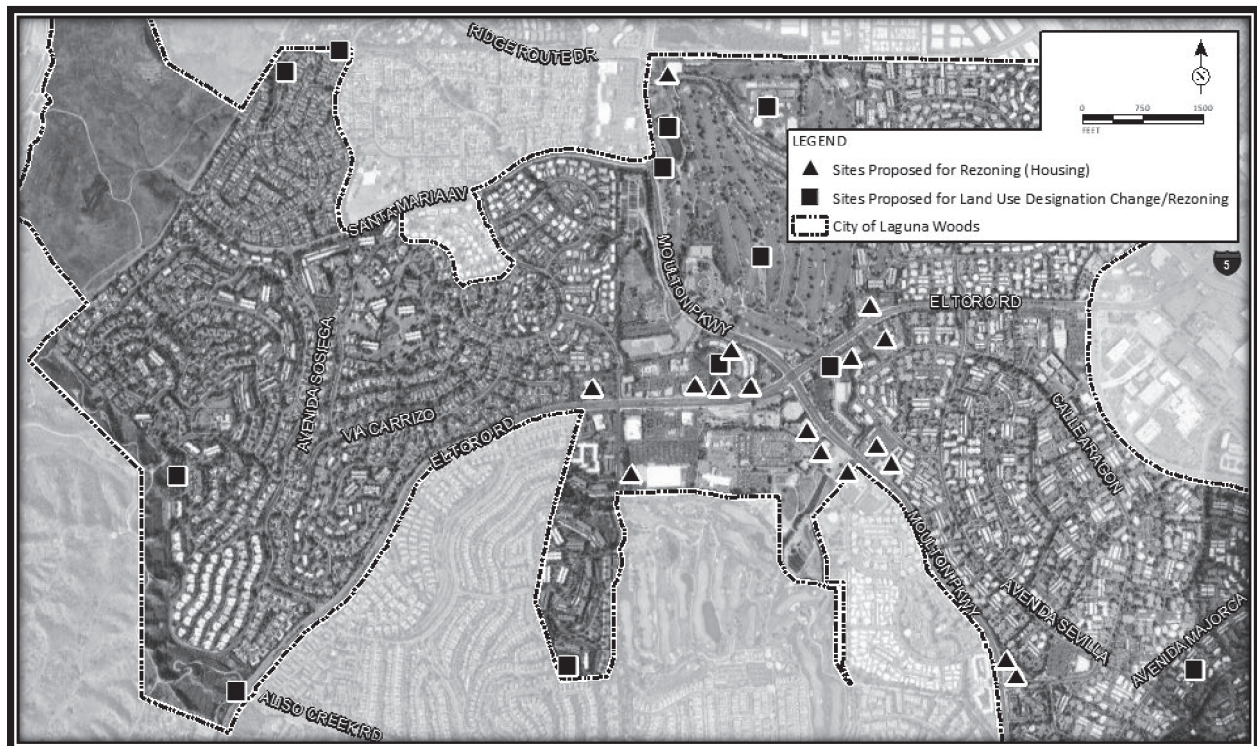 RIDGE ROUTE DR
0 750 1500
FEET
LEGEND
Sites Proposed for Rezoning (Housing)
Sites Proposed for Land Use Designation Change/Rezoning
City of Laguna Woods
SANTA MARIA AV
MOULTON PKWY
5
EL TORO RD
AVENIDA SOSIEGA
VIA CARRIZO
EL TORO RD
CALLE ARAGON
MOULTON PKWY
AVENIDA SEVILLA
AVENIDA MAJORCA
ALISO CREEK RD